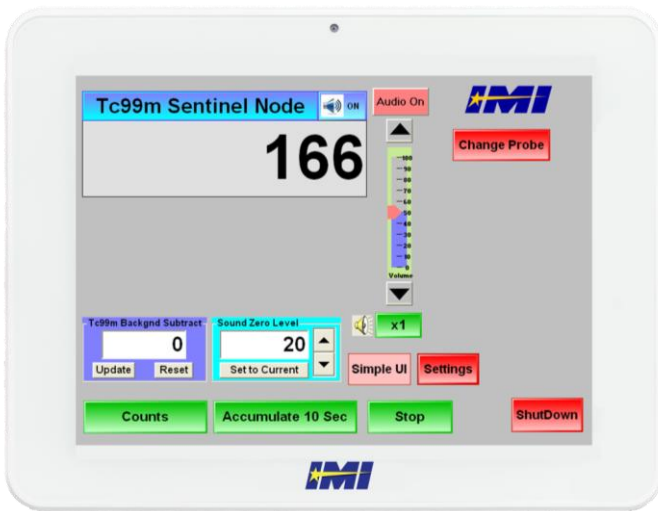 Tc99m Sentinel Node ON
Audio On
IMI
166
Change Probe
100
90
80
70
60
50
40
30
20
10
0
Volume
Tc99m Backgnd Subtract
0
Update Reset
Sound Zero Level
20
Set to Current
x1
Simple UI
Settings
Counts
Accumulate 10 Sec
Stop
ShutDown
IMI